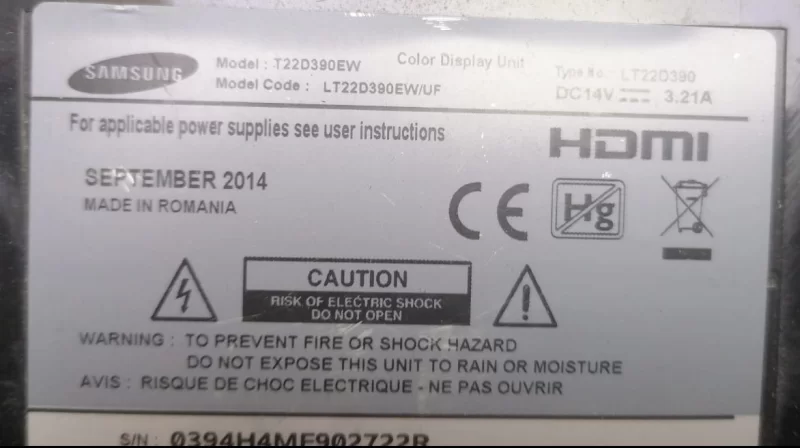 SAMSUNG
Model : T22D390EW
Model Code : LT22D390EW/UF
Color Display Unit
Type No. : LT22D390
DC14V 3.21A
For applicable power supplies see user instructions
HDMI
SEPTEMBER 2014
MADE IN ROMANIA
CE
Hg
CAUTION
RISK OF ELECTRIC SHOCK
DO NOT OPEN
WARNING : TO PREVENT FIRE OR SHOCK HAZARD
DO NOT EXPOSE THIS UNIT TO RAIN OR MOISTURE
AVIS : RISQUE DE CHOC ELECTRIQUE - NE PAS OUVRIR
S/N : 0394H4MF902722R